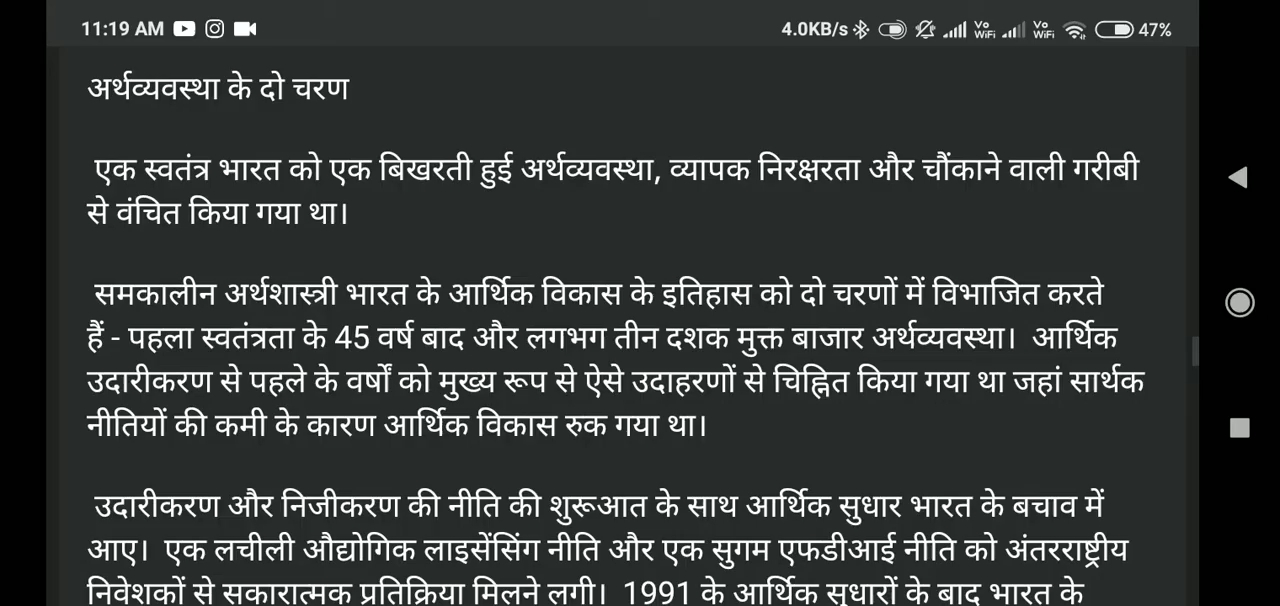 11:19 AM 4.0KB/s Vo WiFi Vo WiFi 47%
अर्थव्यवस्था के दो चरण
एक स्वतंत्र भारत को एक बिखरती हुई अर्थव्यवस्था, व्यापक निरक्षरता और चौंकाने वाली गरीबी
से वंचित किया गया था।
समकालीन अर्थशास्त्री भारत के आर्थिक विकास के इतिहास को दो चरणों में विभाजित करते
हैं - पहला स्वतंत्रता के 45 वर्ष बाद और लगभग तीन दशक मुक्त बाजार अर्थव्यवस्था। आर्थिक
उदारीकरण से पहले के वर्षों को मुख्य रूप से ऐसे उदाहरणों से चिह्नित किया गया था जहां सार्थक
नीतियों की कमी के कारण आर्थिक विकास रुक गया था।
उदारीकरण और निजीकरण की नीति की शुरूआत के साथ आर्थिक सुधार भारत के बचाव में
आए। एक लचीली औद्योगिक लाइसेंसिंग नीति और एक सुगम एफडीआई नीति को अंतरराष्ट्रीय
निवेशकों से सकारात्मक प्रतिक्रिया मिलने लगी। 1991 के आर्थिक सुधारों के बाद भारत के